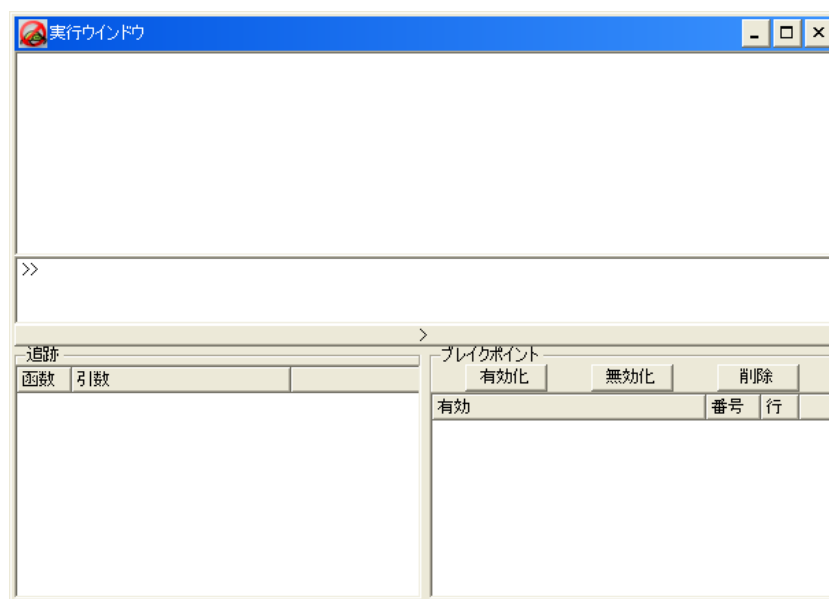 実行ウインドウ
>>
>
追跡
函数 引数
ブレイクポイント
有効化 無効化 削除
有効 番号 行